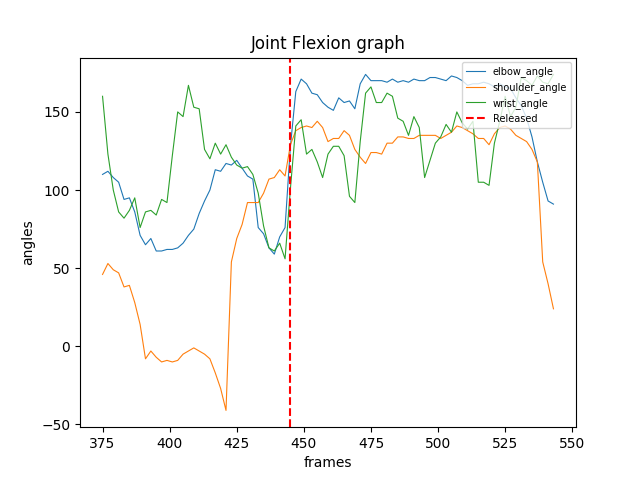 Joint Flexion graph
elbow_angle
shoulder_angle
wrist_angle
Released
angles
150
100
50
0
−50
375
400
425
450
475
500
525
550
frames